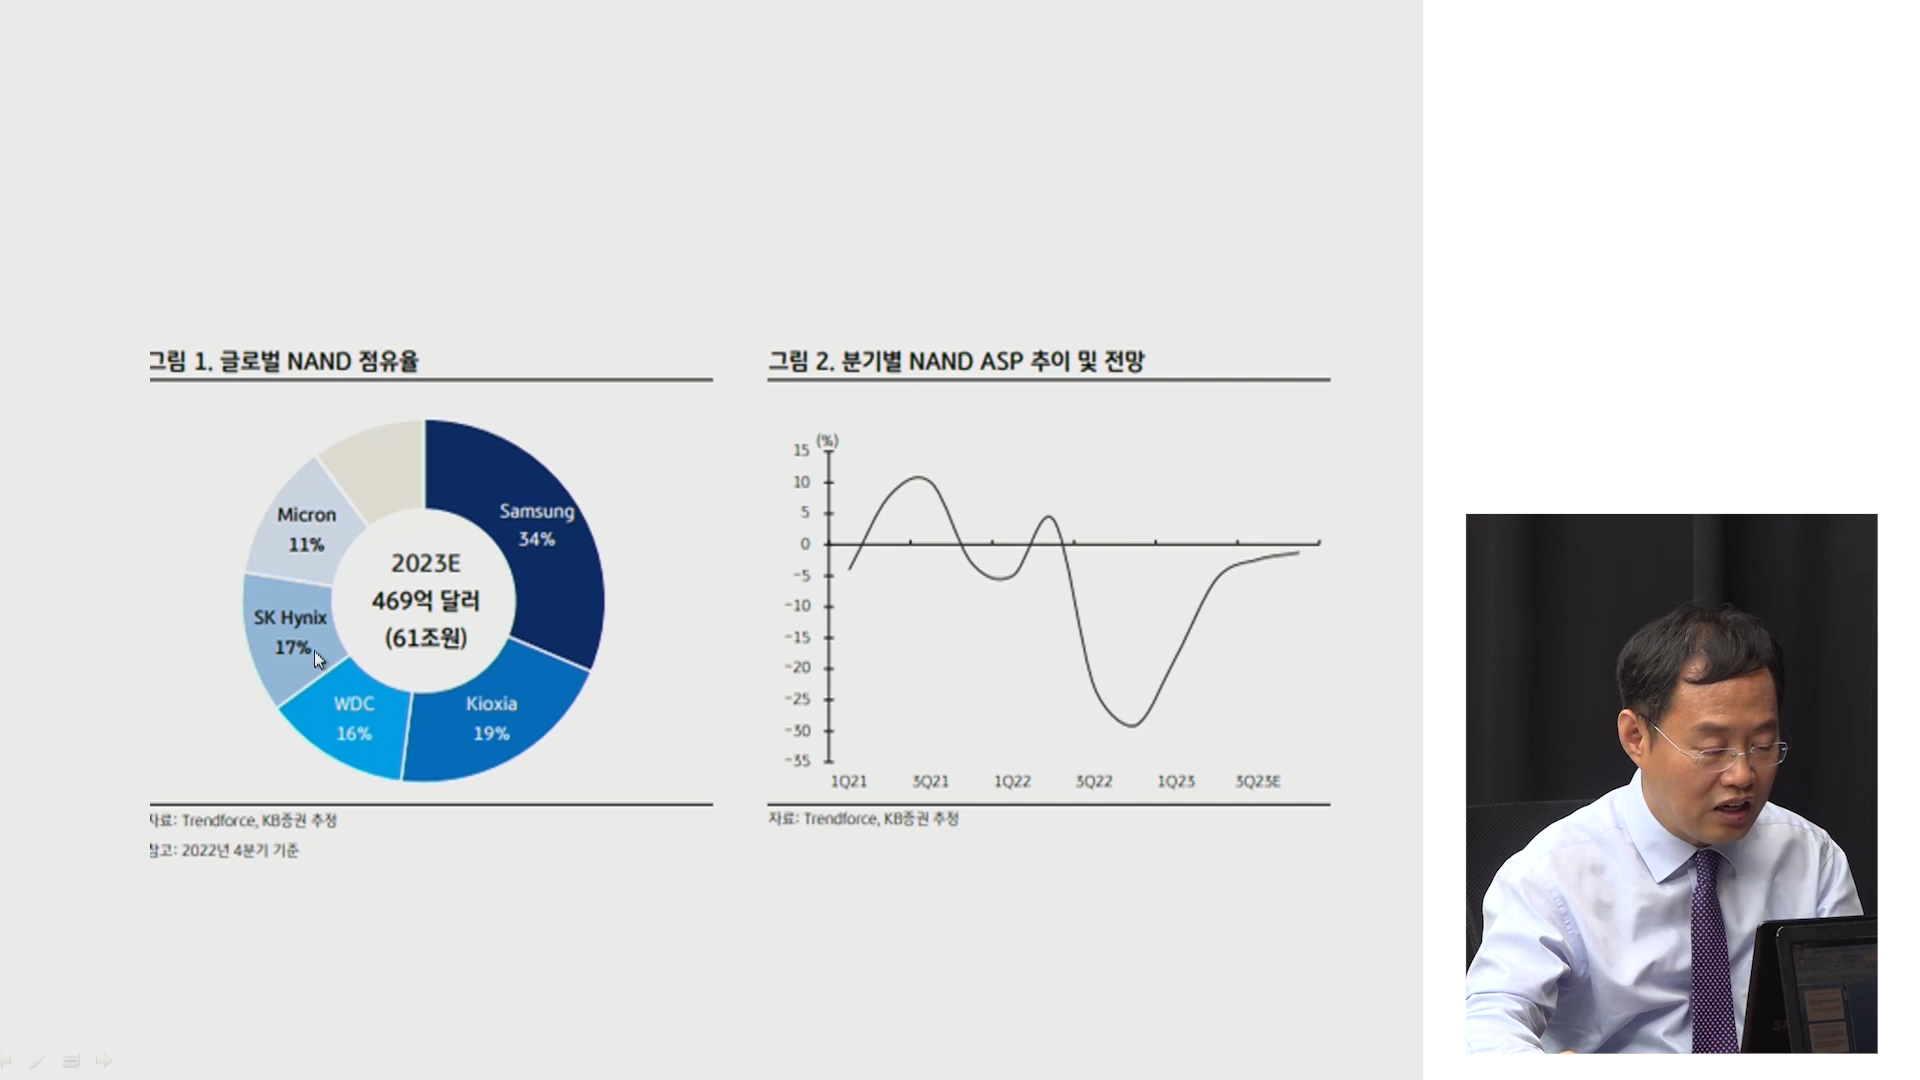 그림 1. 글로벌 NAND 점유율
Samsung
34%
Kioxia
19%
WDC
16%
SK Hynix
17%
Micron
11%
2023E
469억 달러
(61조원)
자료: Trendforce, KB증권 추정
참고: 2022년 4분기 기준
그림 2. 분기별 NAND ASP 추이 및 전망
(%)
15
10
5
0
-5
-10
-15
-20
-25
-30
-35
1Q21 3Q21 1Q22 3Q22 1Q23 3Q23E
자료: Trendforce, KB증권 추정